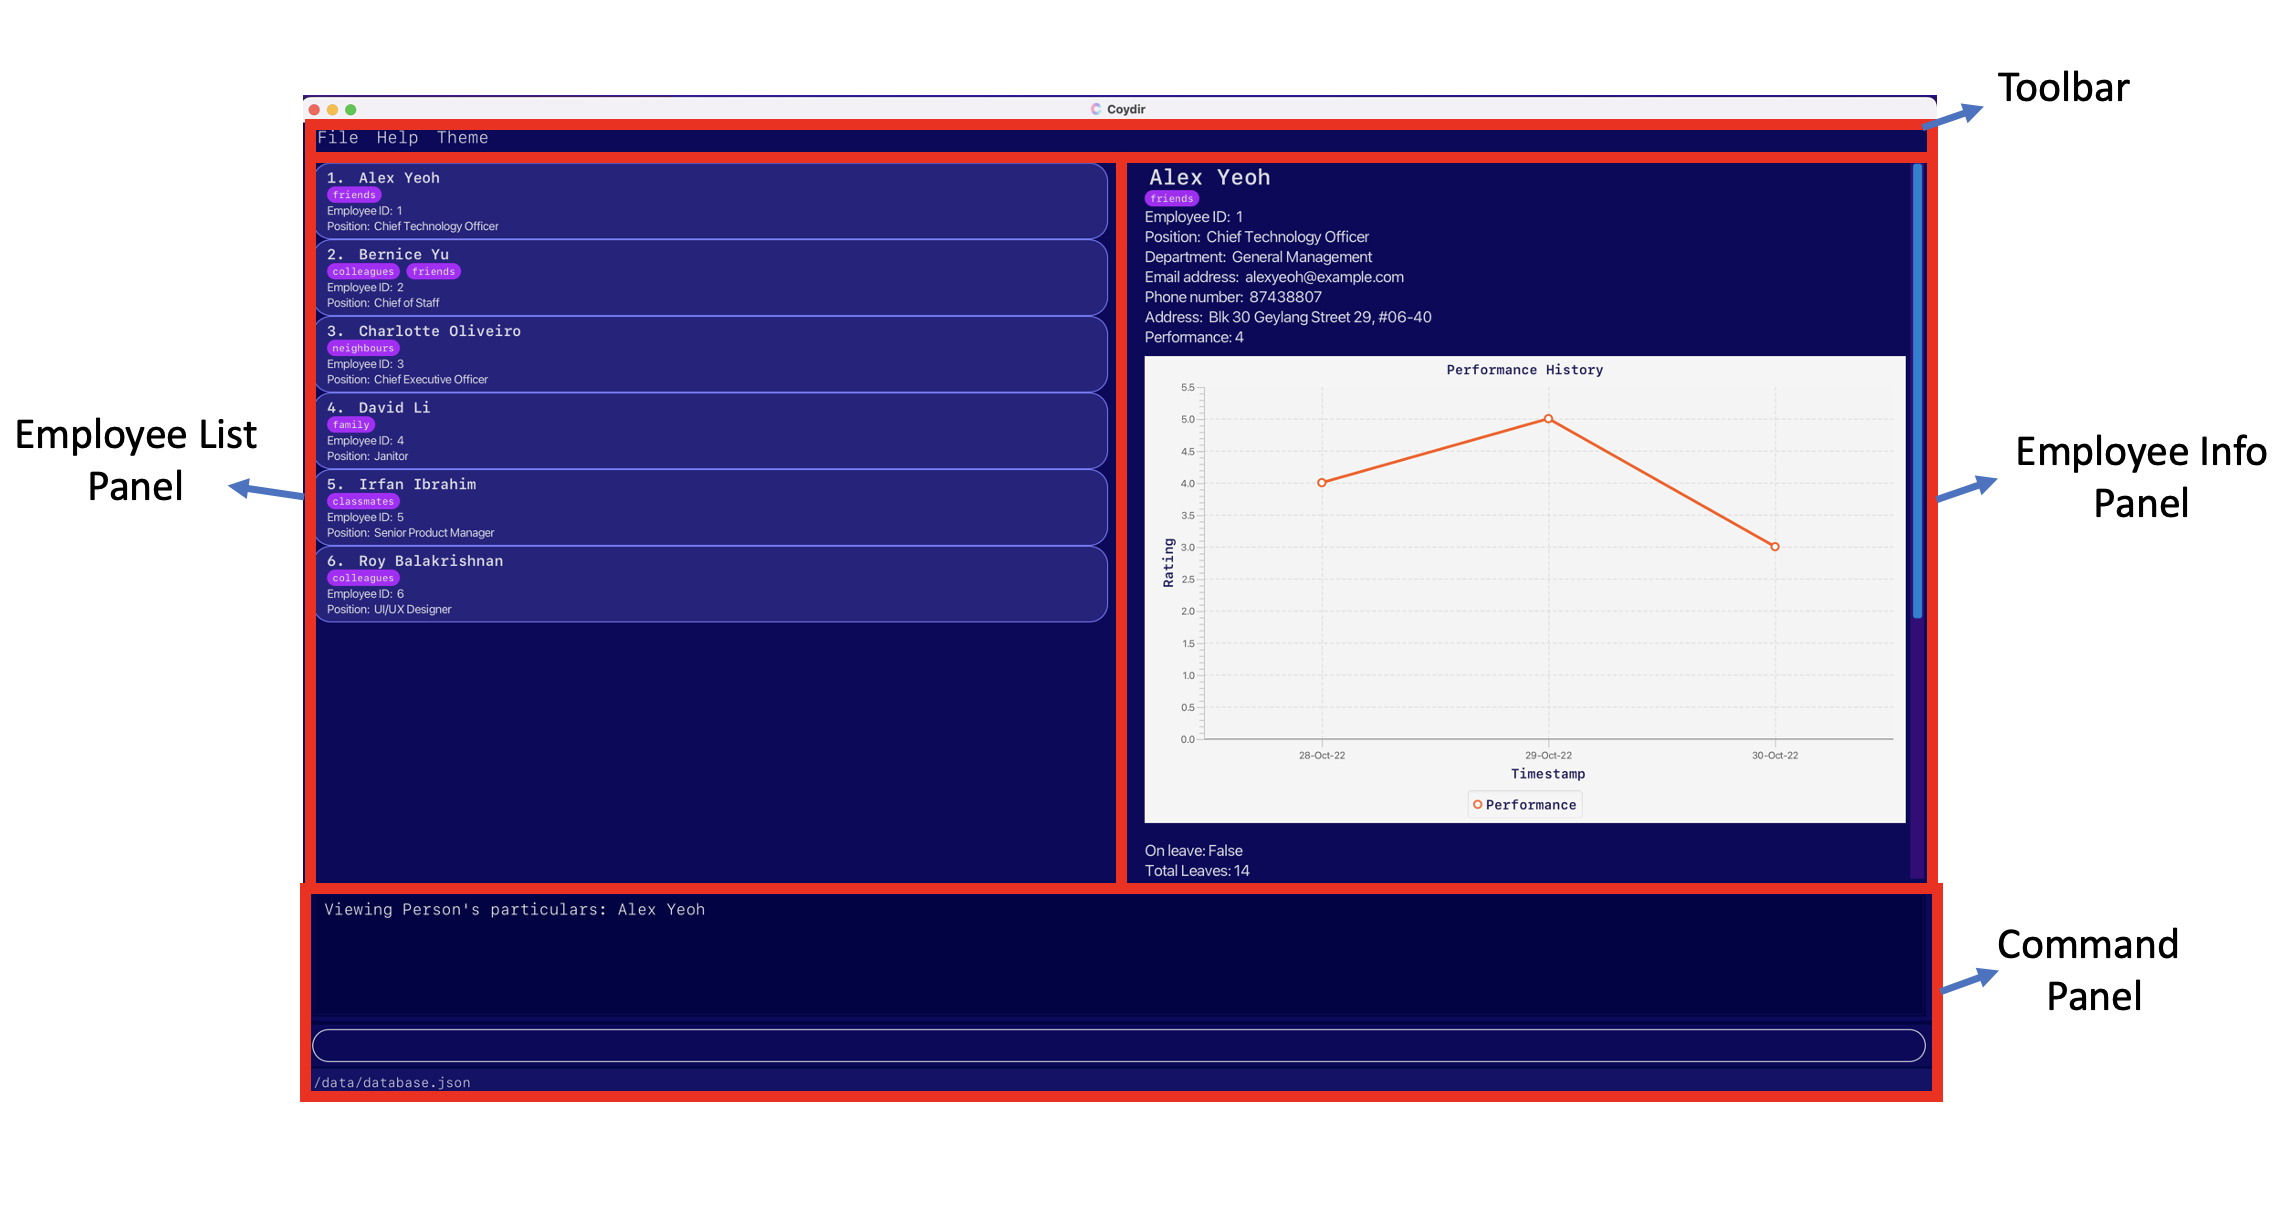 Toolbar
Coydir
File Help Theme
1. Alex Yeoh
friends
Employee ID: 1
Position: Chief Technology Officer
2. Bernice Yu
colleagues friends
Employee ID: 2
Position: Chief of Staff
3. Charlotte Oliveiro
neighbours
Employee ID: 3
Position: Chief Executive Officer
4. David Li
family
Employee ID: 4
Position: Janitor
5. Irfan Ibrahim
classmates
Employee ID: 5
Position: Senior Product Manager
6. Roy Balakrishnan
colleagues
Employee ID: 6
Position: UI/UX Designer
Employee List
Panel
Alex Yeoh
friends
Employee ID: 1
Position: Chief Technology Officer
Department: General Management
Email address: alexyeoh@example.com
Phone number: 87438807
Address: Blk 30 Geylang Street 29, #06-40
Performance: 4
Performance History
5.5
5.0
4.5
4.0
3.5
3.0
2.5
2.0
1.5
1.0
0.5
0.0
Rating
28-Oct-22 29-Oct-22 30-Oct-22
Timestamp
Performance
On leave: False
Total Leaves: 14
Employee Info
Panel
Viewing Person's particulars: Alex Yeoh
/data/database.json
Command
Panel